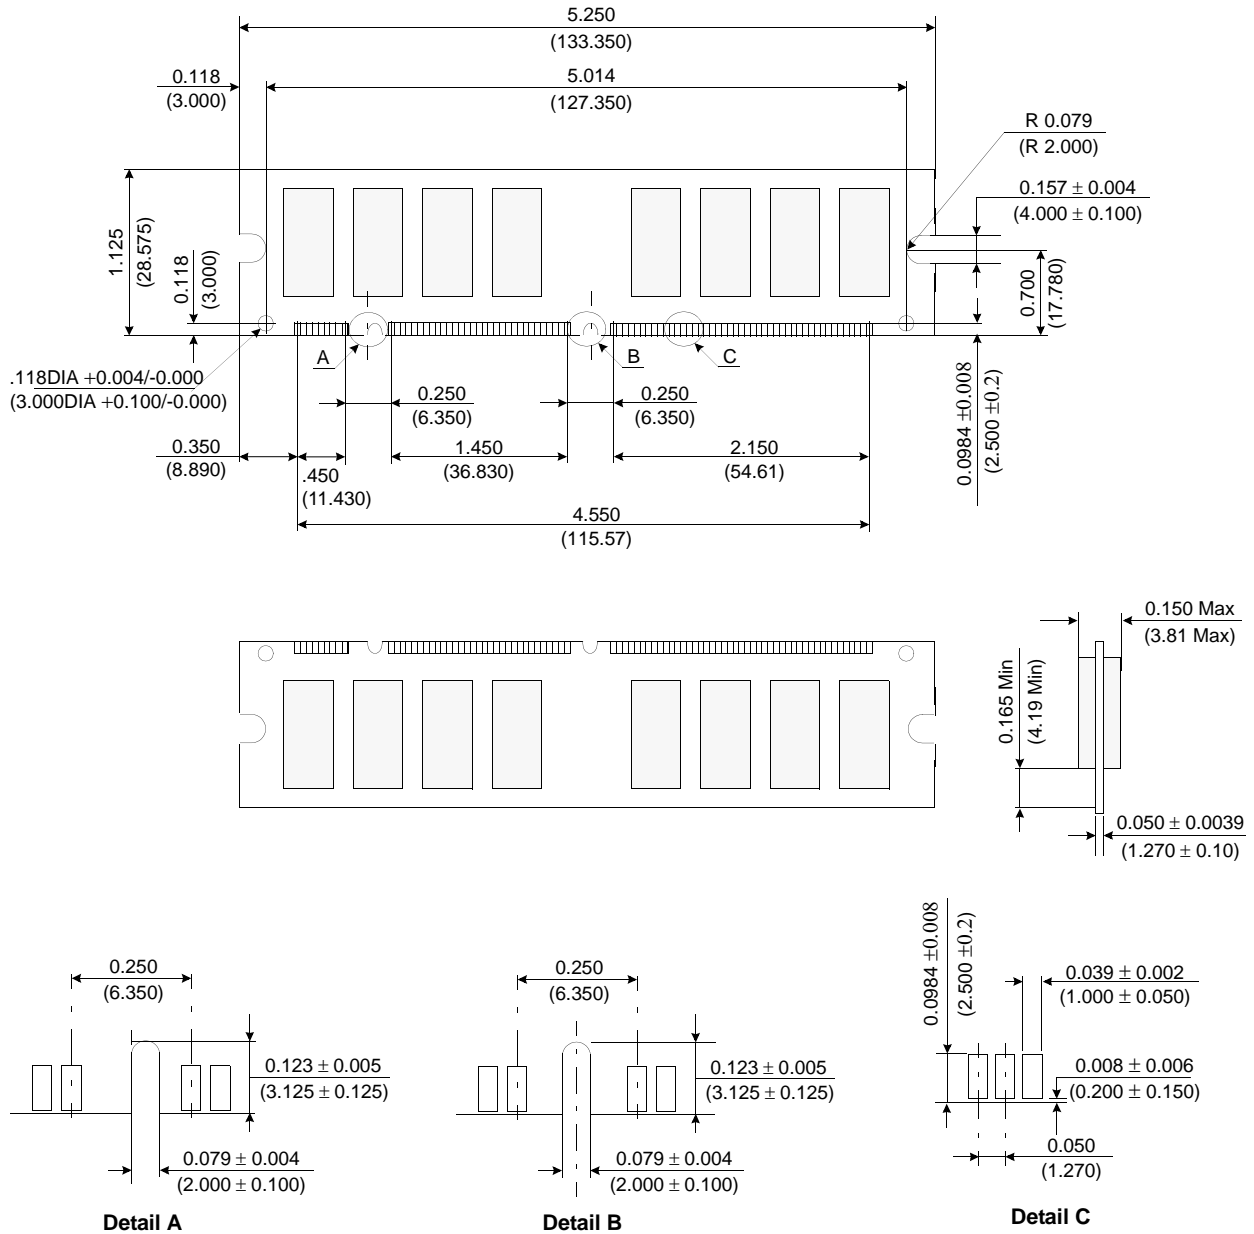 5.250
(133.350)
0.118
(3.000)
5.014
(127.350)
R 0.079
(R 2.000)
0.157 ± 0.004
(4.000 ± 0.100)
1.125
(28.575)
0.118
(3.000)
0.700
(17.780)
A
B
C
.118DIA +0.004/-0.000
(3.000DIA +0.100/-0.000)
0.250
(6.350)
0.250
(6.350)
0.0984 ±0.008
(2.500 ±0.2)
0.350
(8.890)
.450
(11.430)
1.450
(36.830)
2.150
(54.61)
4.550
(115.57)
0.150 Max
(3.81 Max)
0.165 Min
(4.19 Min)
0.050 ± 0.0039
(1.270 ± 0.10)
0.250
(6.350)
0.123 ± 0.005
(3.125 ± 0.125)
0.079 ± 0.004
(2.000 ± 0.100)
Detail A
0.250
(6.350)
0.123 ± 0.005
(3.125 ± 0.125)
0.079 ± 0.004
(2.000 ± 0.100)
Detail B
0.0984 ±0.008
(2.500 ±0.2)
0.039 ± 0.002
(1.000 ± 0.050)
0.008 ± 0.006
(0.200 ± 0.150)
0.050
(1.270)
Detail C